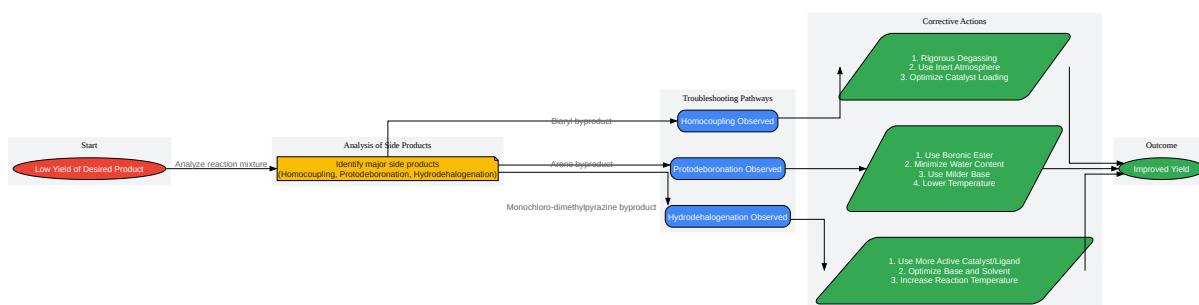 Start
Low Yield of Desired Product
Analyze reaction mixture
Analysis of Side Products
Identify major side products
(Homocoupling, Protodeboronation, Hydrodehalogenation)
Biaryl byproduct
Arene byproduct
Monochloro-dimethylpyrazine byproduct
Troubleshooting Pathways
Homocoupling Observed
Protodeboronation Observed
Hydrodehalogenation Observed
Corrective Actions
1. Rigorous Degassing
2. Use Inert Atmosphere
3. Optimize Catalyst Loading
1. Use Boronic Ester
2. Minimize Water Content
3. Use Milder Base
4. Lower Temperature
1. Use More Active Catalyst/Ligand
2. Optimize Base and Solvent
3. Increase Reaction Temperature
Outcome
Improved Yield